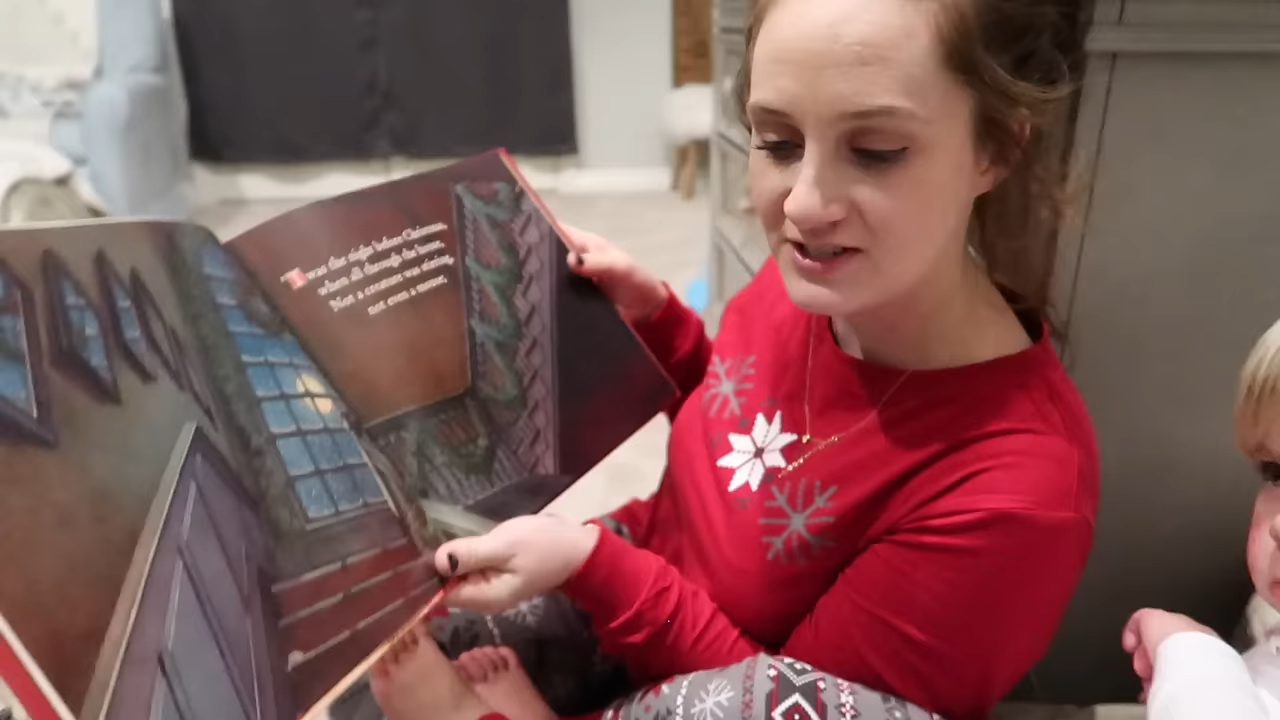 'Twas the night before Christmas,
when all through the house,
Not a creature was stirring,
not even a mouse;